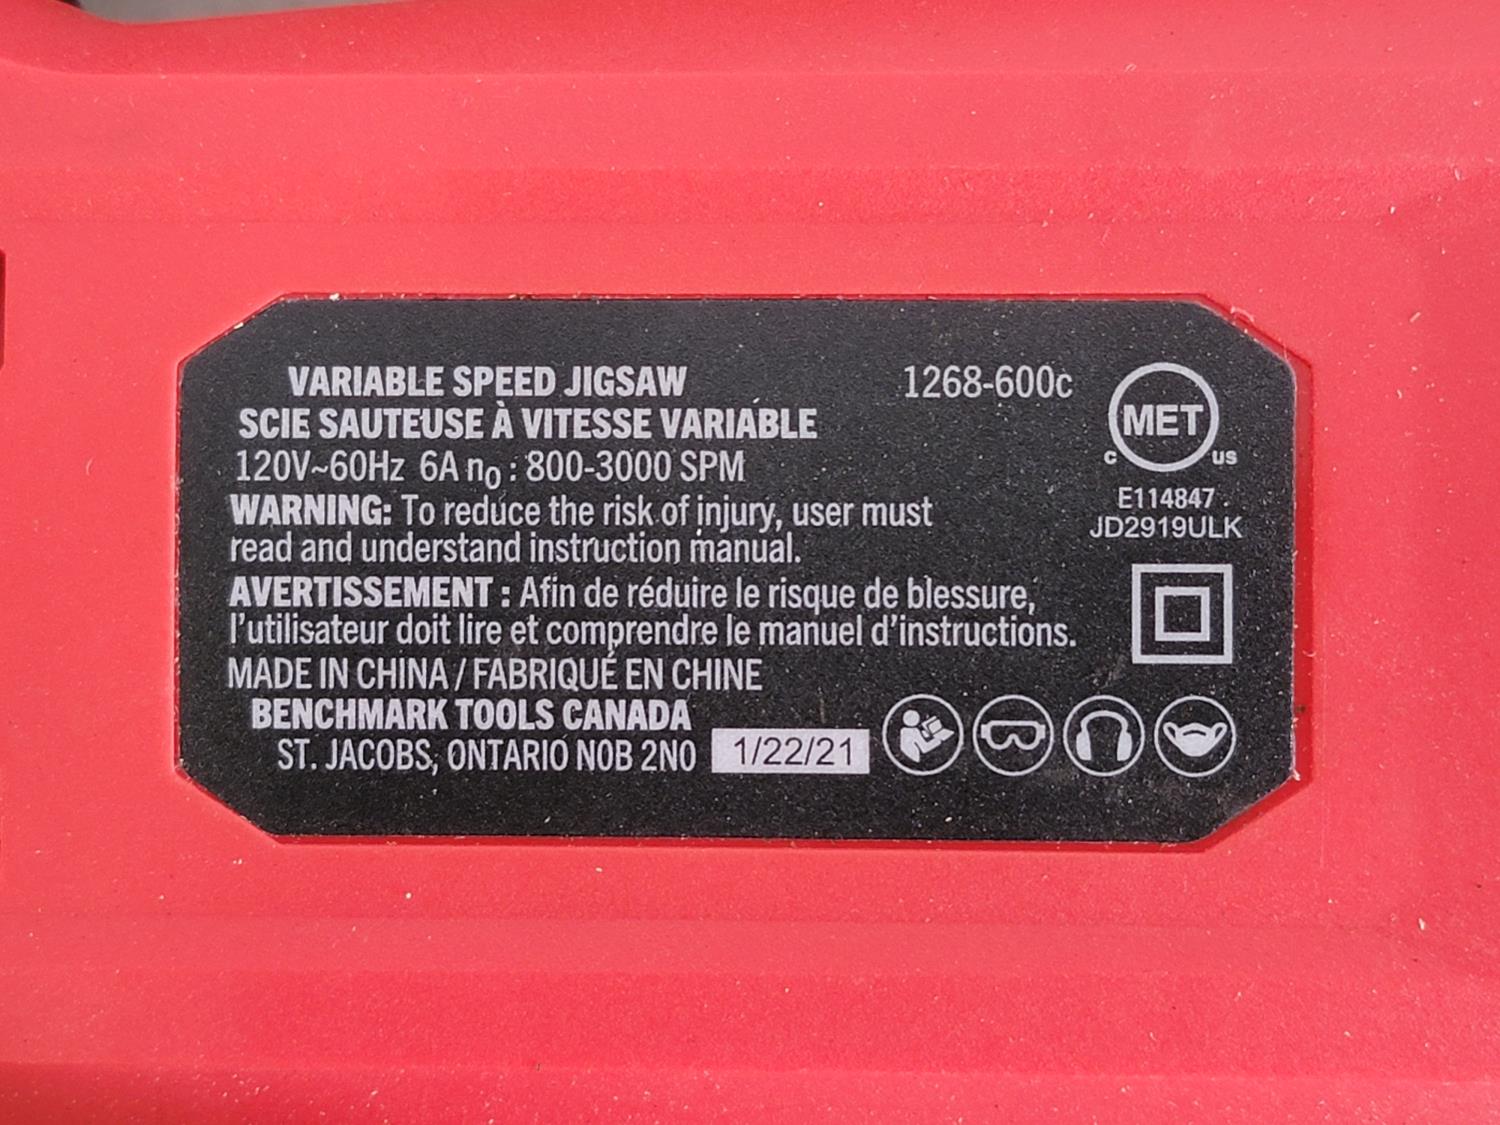 VARIABLE SPEED JIGSAW 1268-600c
SCIE SAUTEUSE À VITESSE VARIABLE
120V~60Hz 6A n₀ : 800-3000 SPM
WARNING: To reduce the risk of injury, user must
read and understand instruction manual.
AVERTISSEMENT : Afin de réduire le risque de blessure,
l'utilisateur doit lire et comprendre le manuel d'instructions.
MADE IN CHINA / FABRIQUÉ EN CHINE
BENCHMARK TOOLS CANADA
ST. JACOBS, ONTARIO N0B 2N0 1/22/21
MET
c us
E114847
JD2919ULK